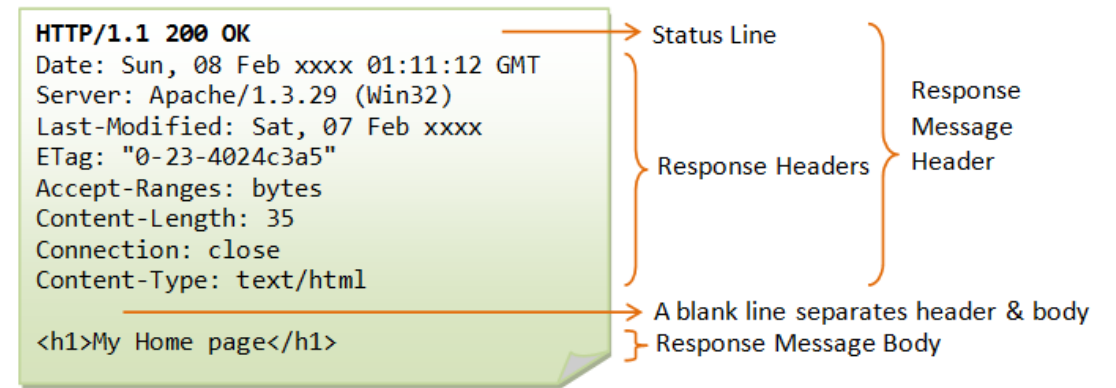 HTTP/1.1 200 OK
Date: Sun, 08 Feb xxxx 01:11:12 GMT
Server: Apache/1.3.29 (Win32)
Last-Modified: Sat, 07 Feb xxxx
ETag: "0-23-4024c3a5"
Accept-Ranges: bytes
Content-Length: 35
Connection: close
Content-Type: text/html
<h1>My Home page</h1>
Status Line
Response Headers
Response
Message
Header
A blank line separates header & body
Response Message Body